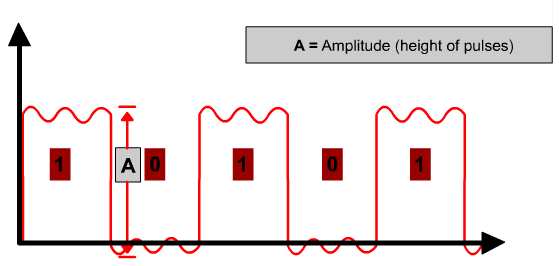 A = Amplitude (height of pulses)
1 A 0 1 0 1